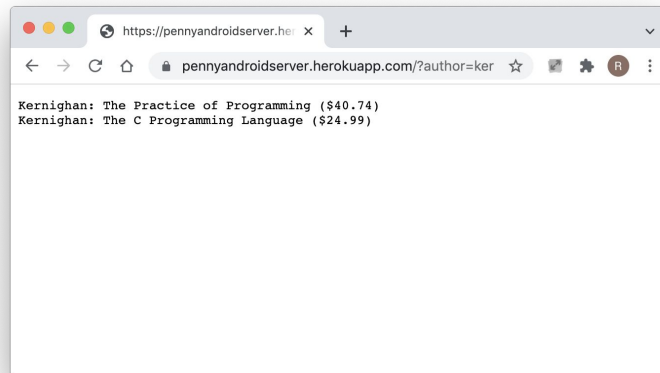 https://pennyandroidserver.her
pennyandroidserver.herokuapp.com/?author=ker
R
Kernighan: The Practice of Programming ($40.74)
Kernighan: The C Programming Language ($24.99)